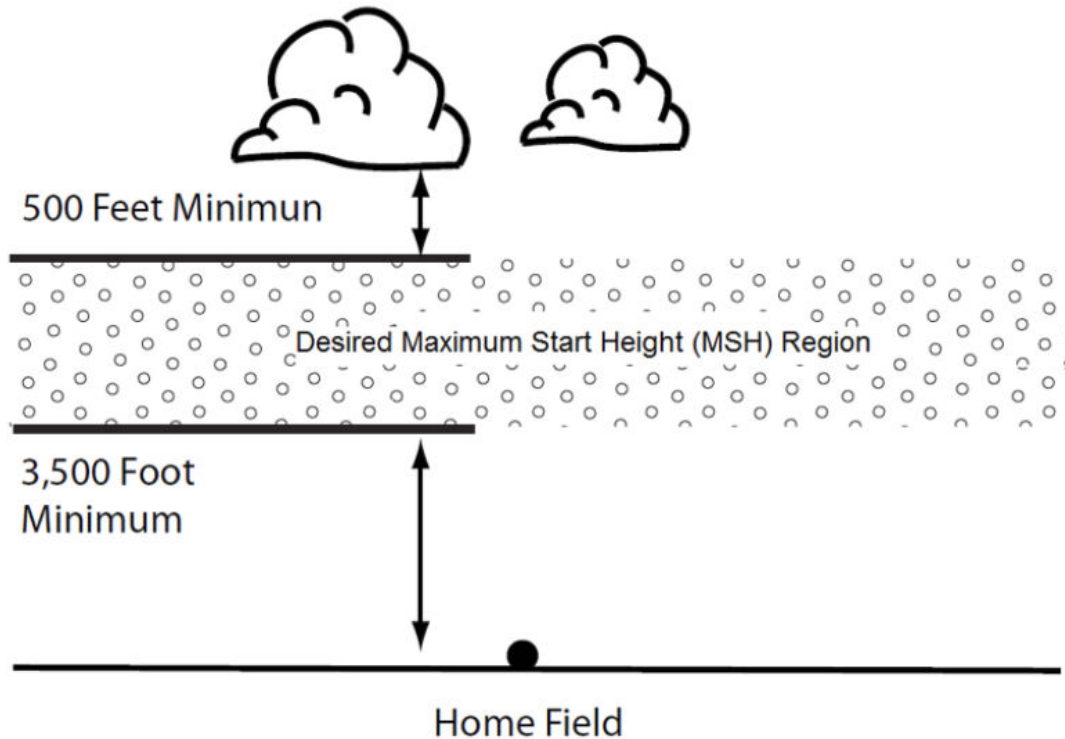 500 Feet Minimun
Desired Maximum Start Height (MSH) Region
3,500 Foot
Minimum
Home Field